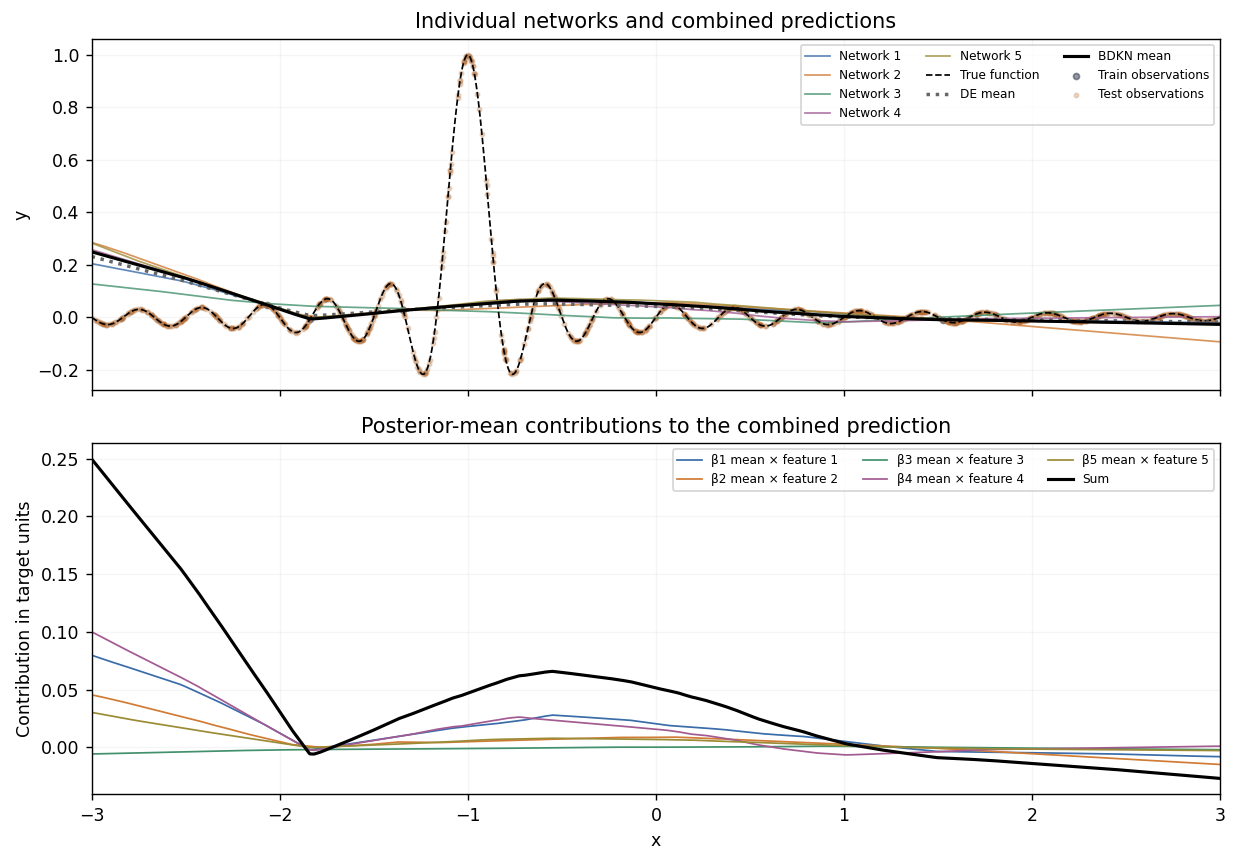 Individual networks and combined predictions
1.0
0.8
0.6
0.4
0.2
0.0
−0.2
y
Network 1
Network 2
Network 3
Network 4
Network 5
True function
DE mean
BDKN mean
Train observations
Test observations
Posterior-mean contributions to the combined prediction
0.25
0.20
0.15
0.10
0.05
0.00
Contribution in target units
β1 mean × feature 1
β2 mean × feature 2
β3 mean × feature 3
β4 mean × feature 4
β5 mean × feature 5
Sum
−3
−2
−1
0
1
2
3
x